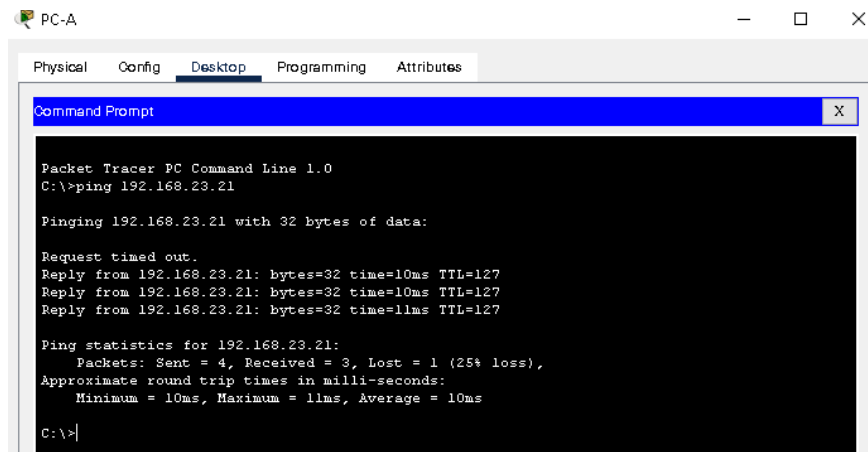 PC-A
Physical Config Desktop Programming Attributes
Command Prompt
X
Packet Tracer PC Command Line 1.0
C:\>ping 192.168.23.21
Pinging 192.168.23.21 with 32 bytes of data:
Request timed out.
Reply from 192.168.23.21: bytes=32 time=10ms TTL=127
Reply from 192.168.23.21: bytes=32 time=10ms TTL=127
Reply from 192.168.23.21: bytes=32 time=11ms TTL=127
Ping statistics for 192.168.23.21:
Packets: Sent = 4, Received = 3, Lost = 1 (25% loss),
Approximate round trip times in milli-seconds:
Minimum = 10ms, Maximum = 11ms, Average = 10ms
C:\>